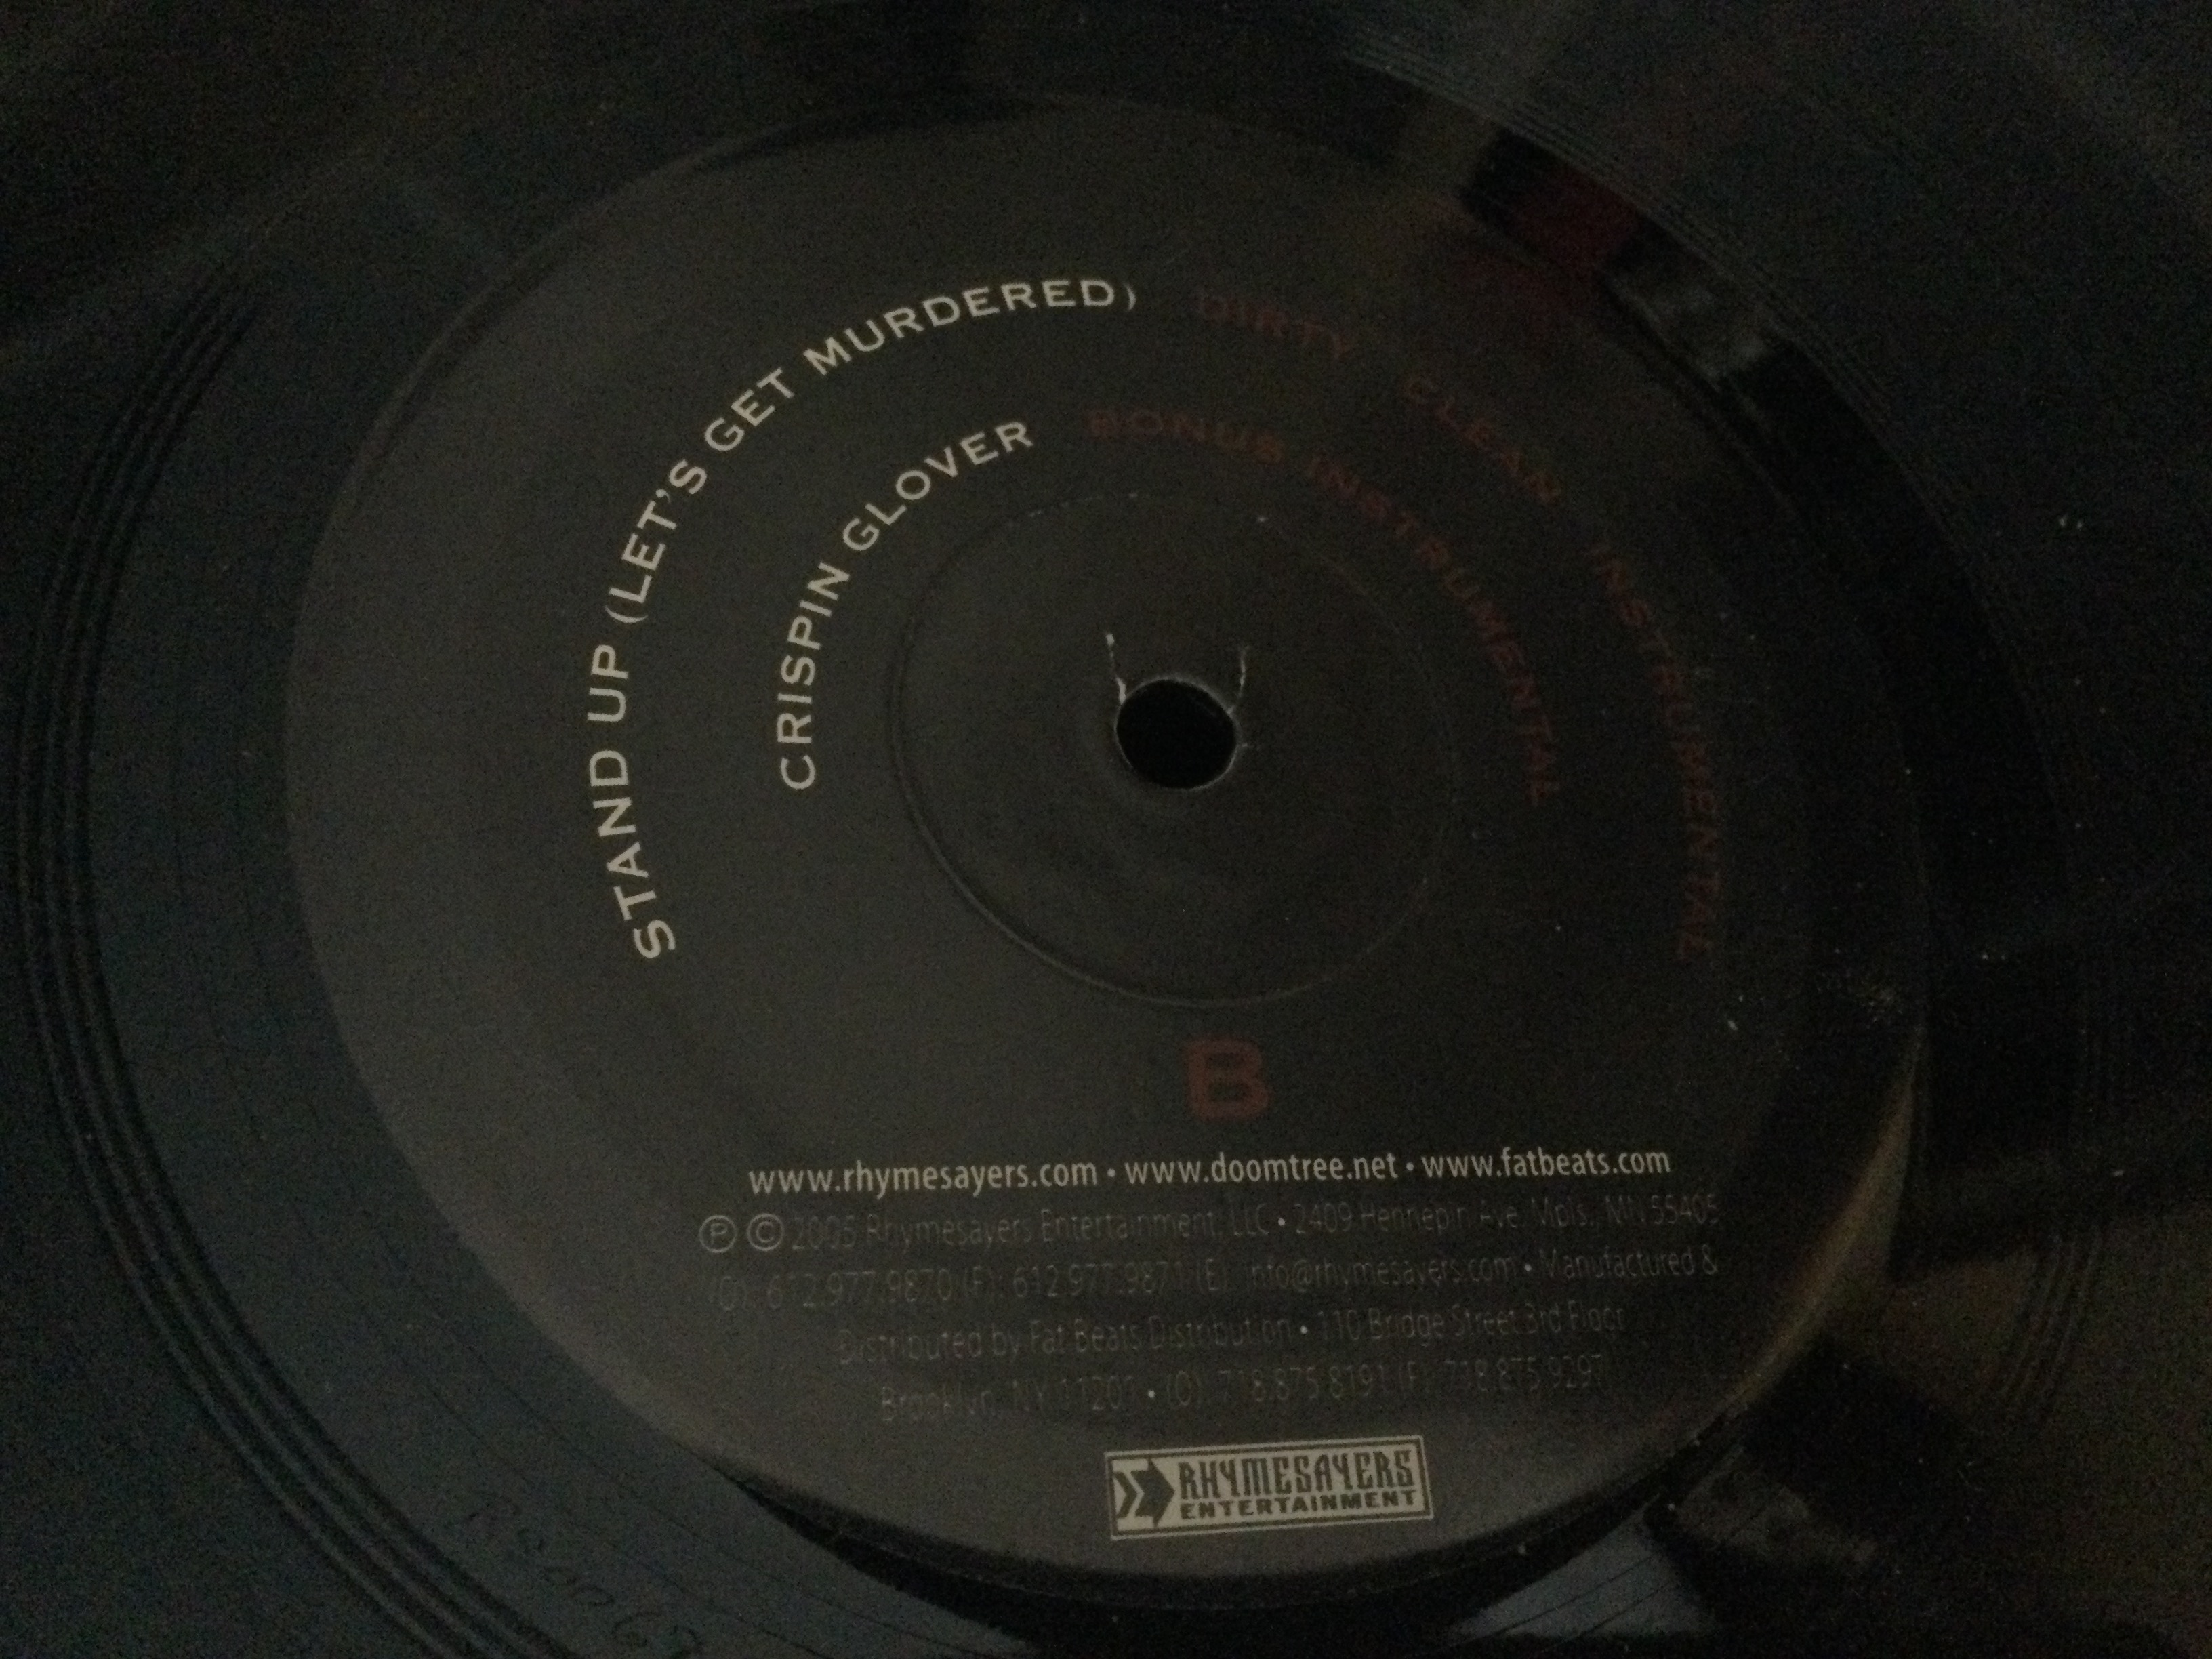 STAND UP (LET'S GET MURDERED) DIRTY CLEAN INSTRUMENTAL
CRISPIN GLOVER BONUS INSTRUMENTAL
B
www.rhymesayers.com • www.doomtree.net • www.fatbeats.com
Ⓟ © 2005 Rhymesayers Entertainment, LLC • 2409 Hennepin Ave. Mpls., MN 55405
(O): 612.977.9870 (F): 612.977.9871 (E): info@rhymesayers.com • Manufactured &
Distributed by Fat Beats Distribution • 110 Bridge Street 3rd Floor
Brooklyn, NY 11201 • (O): 718.875.8191 (F): 718.875.9297
RHYMESAYERS
ENTERTAINMENT